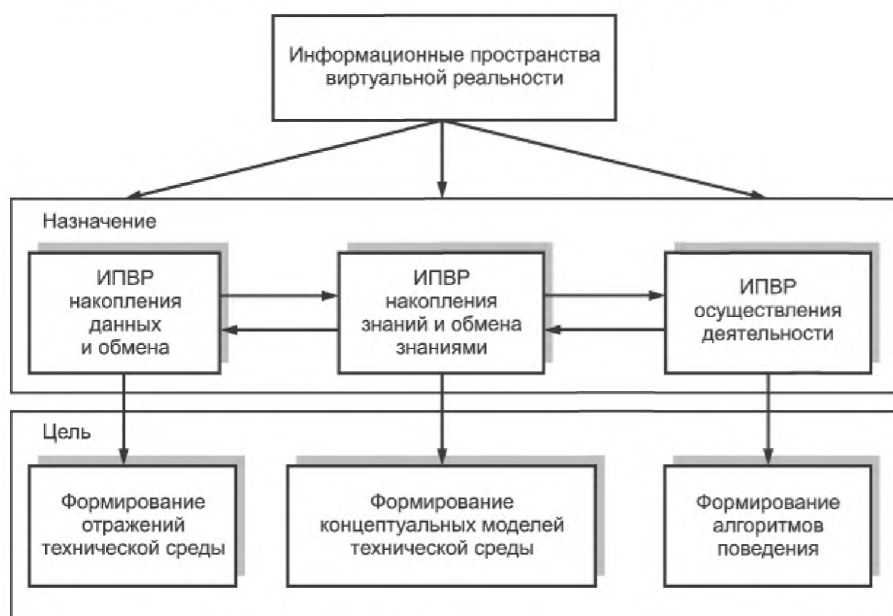 Информационные пространства
виртуальной реальности
Назначение
ИПВР
накопления
данных
и обмена
ИПВР
накопления
знаний и обмена
знаниями
ИПВР
осуществления
деятельности
Цель
Формирование
отражений
технической среды
Формирование
концептуальных моделей
технической среды
Формирование
алгоритмов
поведения